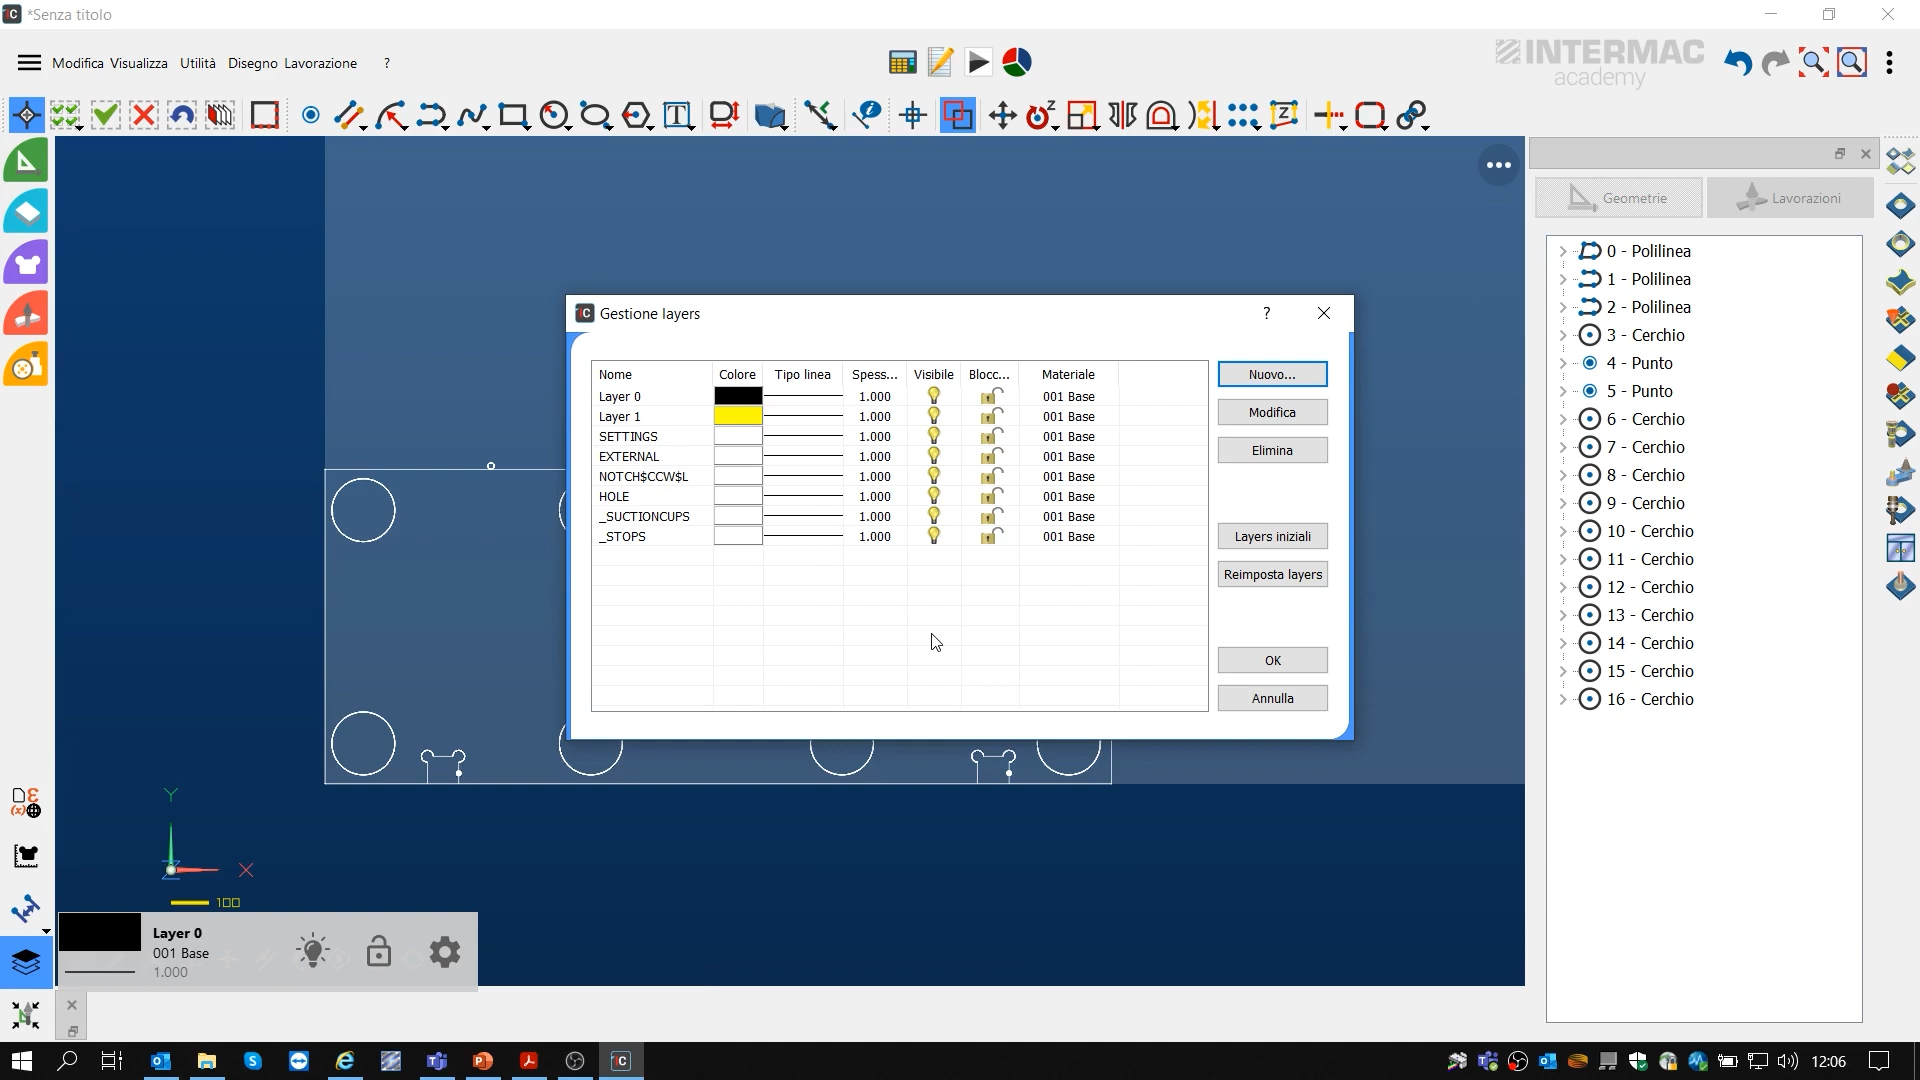 *Senza titolo
Modifica Visualizza Utilità Disegno Lavorazione ?
INTERMAC
academy
Geometrie Lavorazioni
0 - Polilinea
1 - Polilinea
2 - Polilinea
3 - Cerchio
4 - Punto
5 - Punto
6 - Cerchio
7 - Cerchio
8 - Cerchio
9 - Cerchio
10 - Cerchio
11 - Cerchio
12 - Cerchio
13 - Cerchio
14 - Cerchio
15 - Cerchio
16 - Cerchio
Gestione layers ?
Nome Colore Tipo linea Spess... Visibile Blocc... Materiale
Layer 0 1.000 001 Base
Layer 1 1.000 001 Base
SETTINGS 1.000 001 Base
EXTERNAL 1.000 001 Base
NOTCH$CCW$L 1.000 001 Base
HOLE 1.000 001 Base
_SUCTIONCUPS 1.000 001 Base
_STOPS 1.000 001 Base
Nuovo...
Modifica
Elimina
Layers iniziali
Reimposta layers
OK
Annulla
Y
X
Z
100
Layer 0
001 Base
1.000
12:06